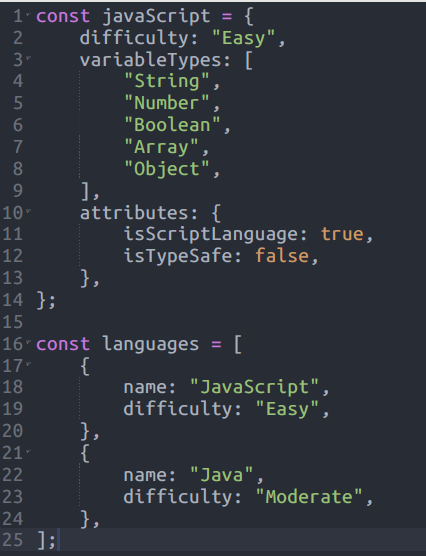 1 const javaScript = {
2     difficulty: "Easy",
3     variableTypes: [
4         "String",
5         "Number",
6         "Boolean",
7         "Array",
8         "Object",
9     ],
10     attributes: {
11         isScriptLanguage: true,
12         isTypeSafe: false,
13     },
14 };
15
16 const languages = [
17     {
18         name: "JavaScript",
19         difficulty: "Easy",
20     },
21     {
22         name: "Java",
23         difficulty: "Moderate",
24     },
25 ];